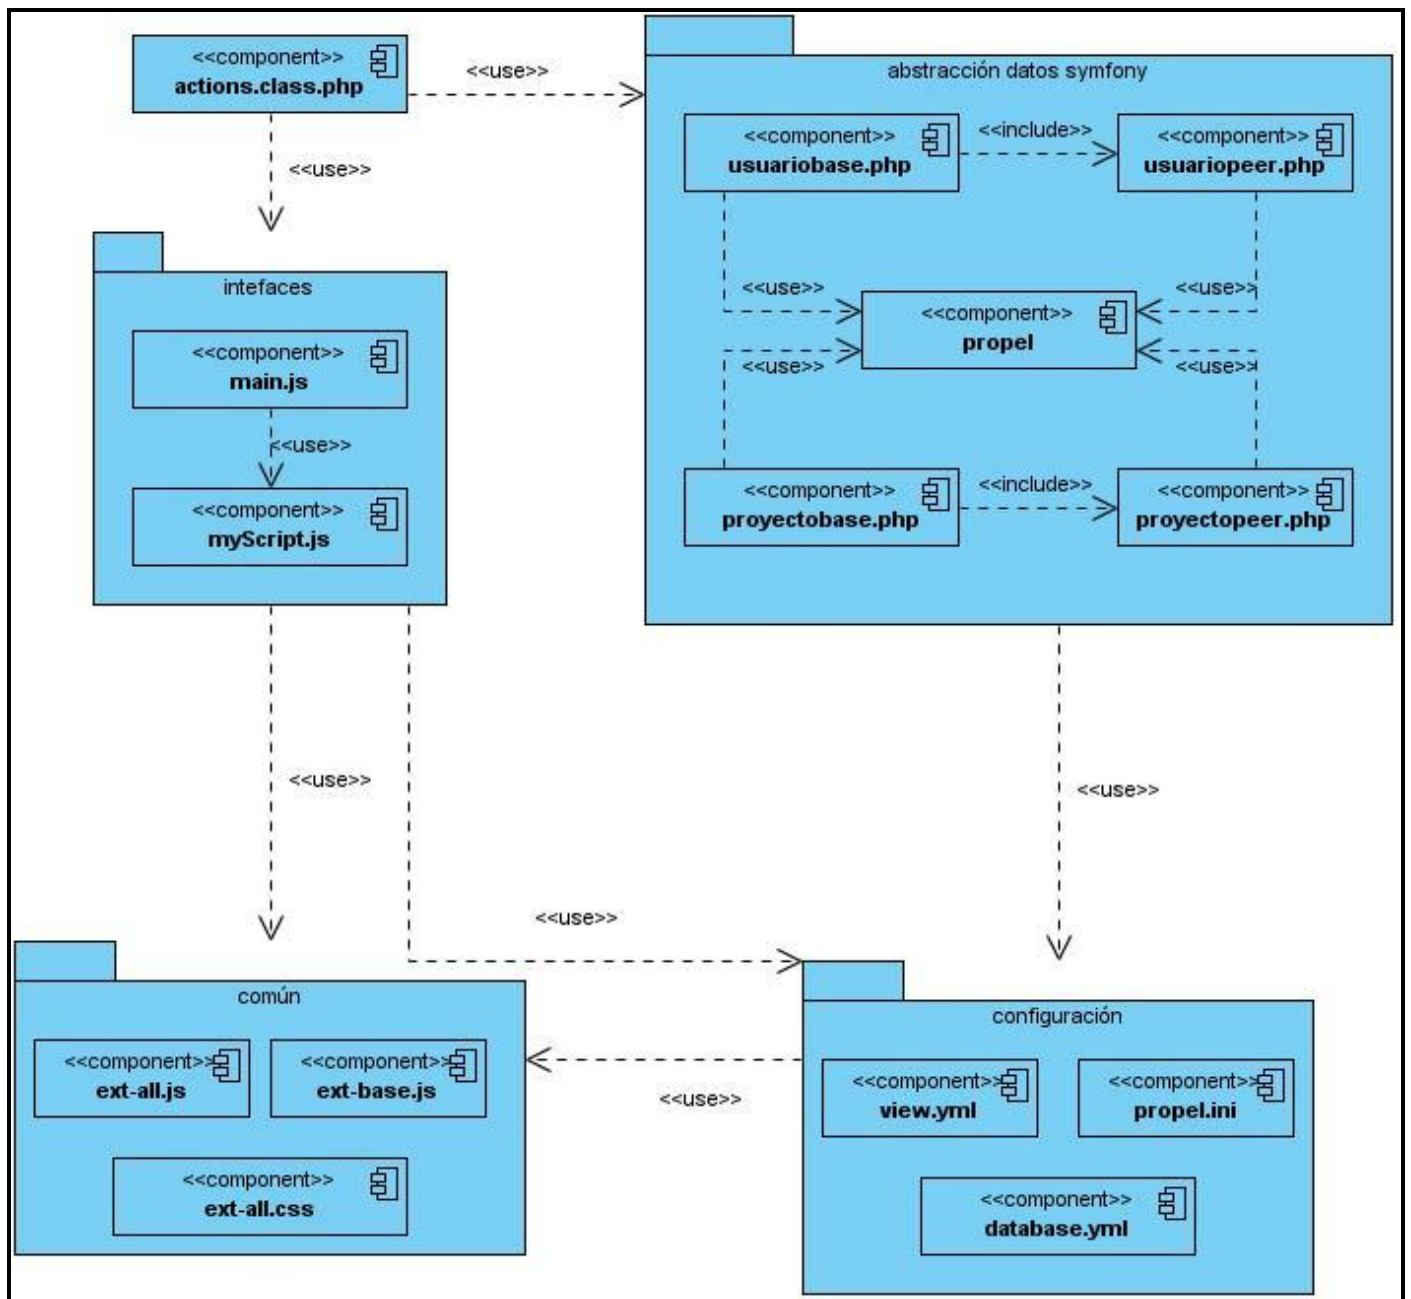 <<component>>
actions.class.php
<<use>>
<<use>>
abstracción datos symfony
<<component>>
usuariobase.php
<<include>>
<<component>>
usuariopeer.php
<<use>>
<<use>>
<<component>>
propel
<<use>>
<<use>>
<<component>>
proyectobase.php
<<include>>
<<component>>
proyectopeer.php
intefaces
<<component>>
main.js
<<use>>
<<component>>
myScript.js
<<use>>
<<use>>
<<use>>
común
<<component>>
ext-all.js
<<component>>
ext-base.js
<<component>>
ext-all.css
<<use>>
configuración
<<component>>
view.yml
<<component>>
propel.ini
<<component>>
database.yml